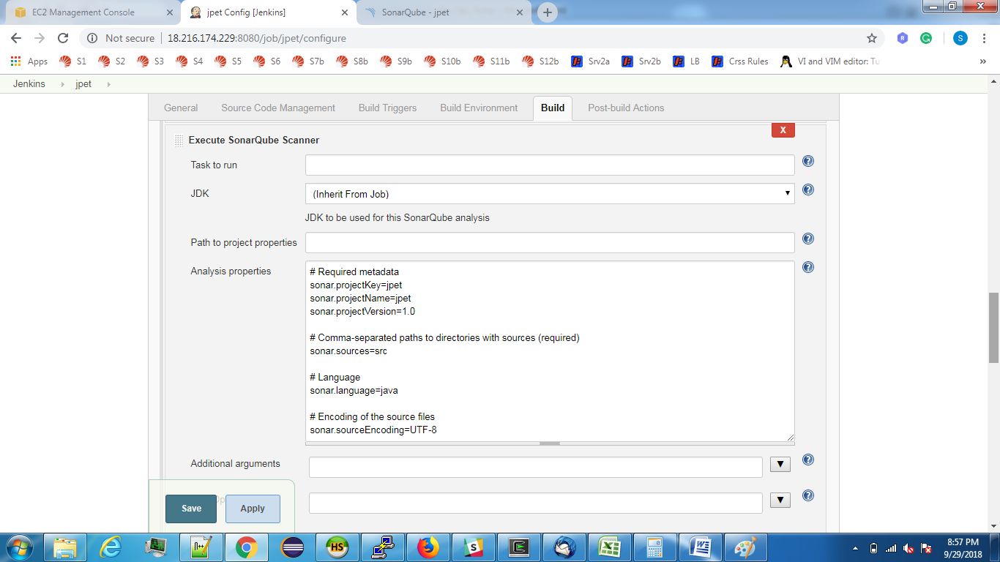 EC2 Management Console
jpet Config [Jenkins]
SonarQube - jpet
Not secure 18.216.174.229:8080/job/jpet/configure
S
Apps S1 S2 S3 S4 S5 S6 S7b S8b S9b S10b S11b S12b Srv2a Srv2b LB Crss Rules VI and VIM editor: Tu
Jenkins jpet
General Source Code Management Build Triggers Build Environment Build Post-build Actions
Execute SonarQube Scanner
X
Task to run
JDK (Inherit From Job)
JDK to be used for this SonarQube analysis
Path to project properties
Analysis properties
# Required metadata
sonar.projectKey=jpet
sonar.projectName=jpet
sonar.projectVersion=1.0
# Comma-separated paths to directories with sources (required)
sonar.sources=src
# Language
sonar.language=java
# Encoding of the source files
sonar.sourceEncoding=UTF-8
Additional arguments
Save Apply
8:57 PM
9/29/2018